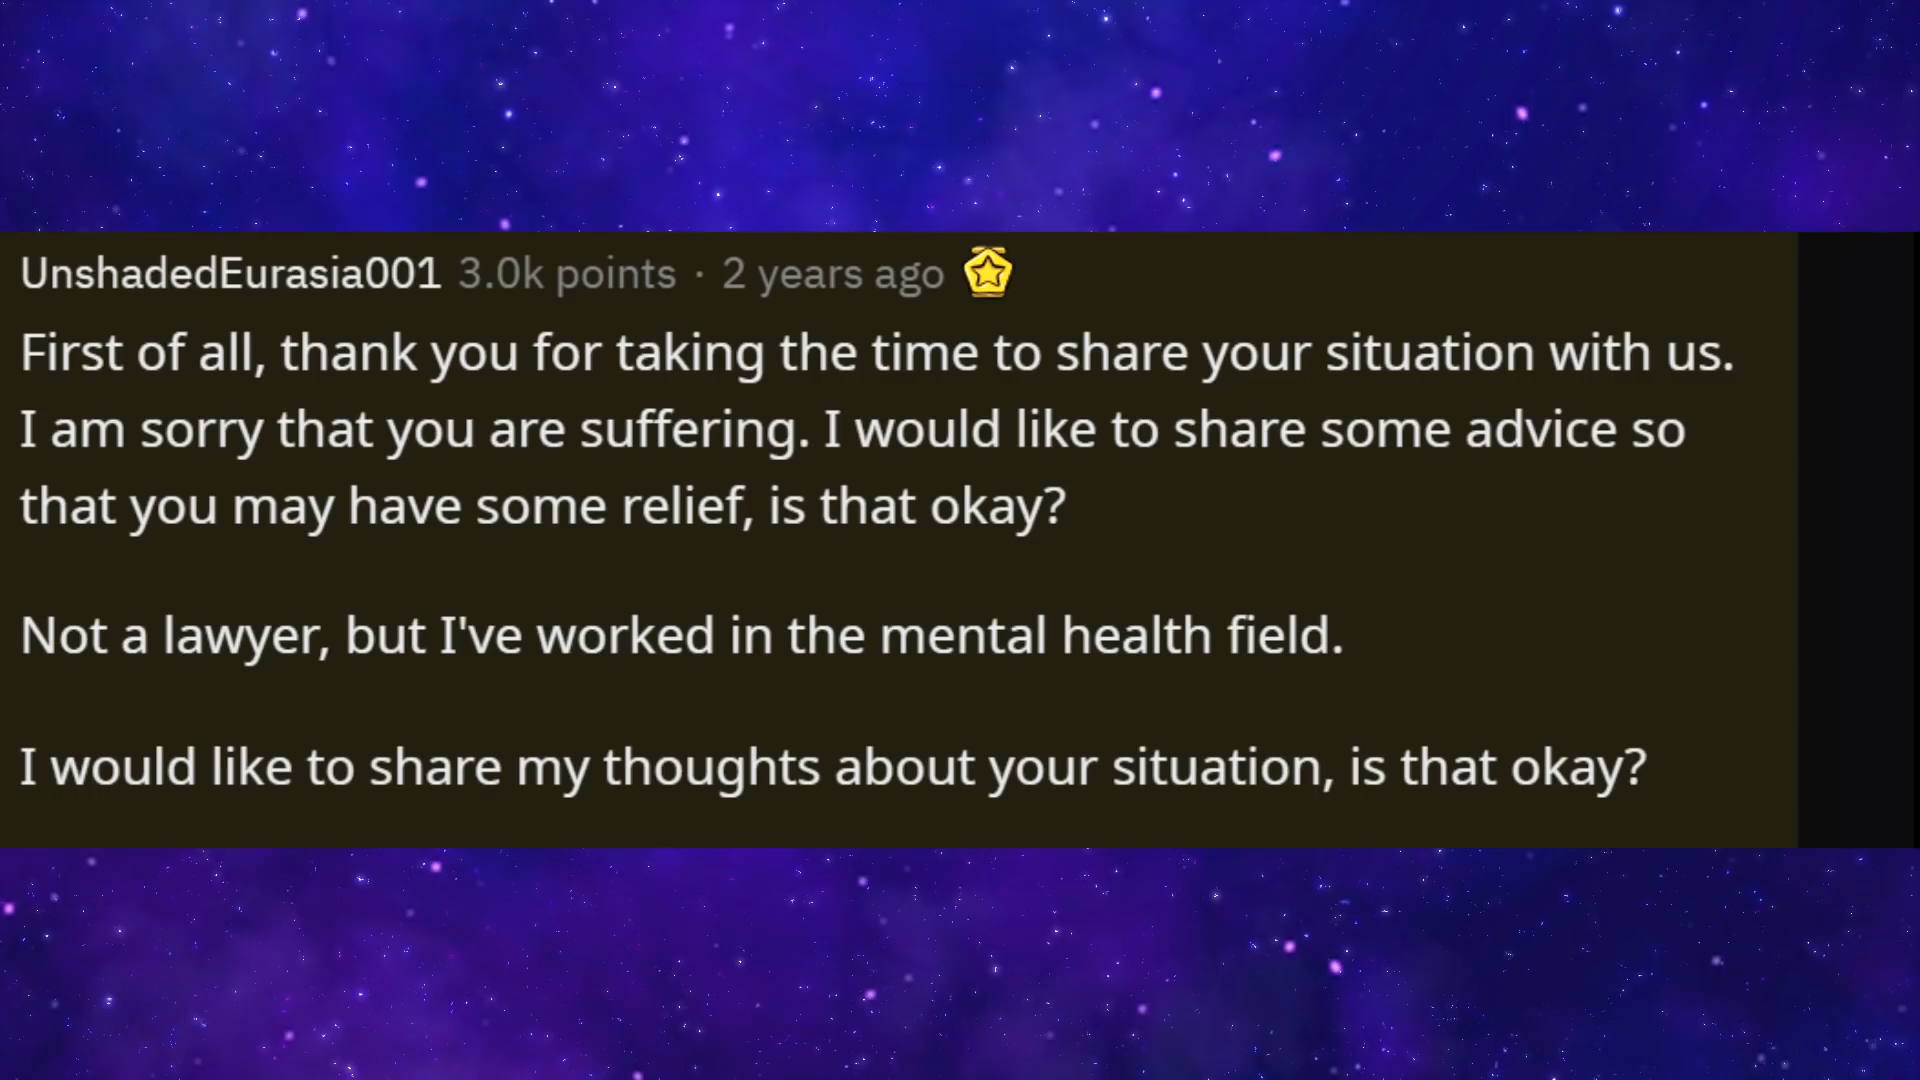 UnshadedEurasia001 3.0k points · 2 years ago
First of all, thank you for taking the time to share your situation with us.
I am sorry that you are suffering. I would like to share some advice so
that you may have some relief, is that okay?
Not a lawyer, but I've worked in the mental health field.
I would like to share my thoughts about your situation, is that okay?